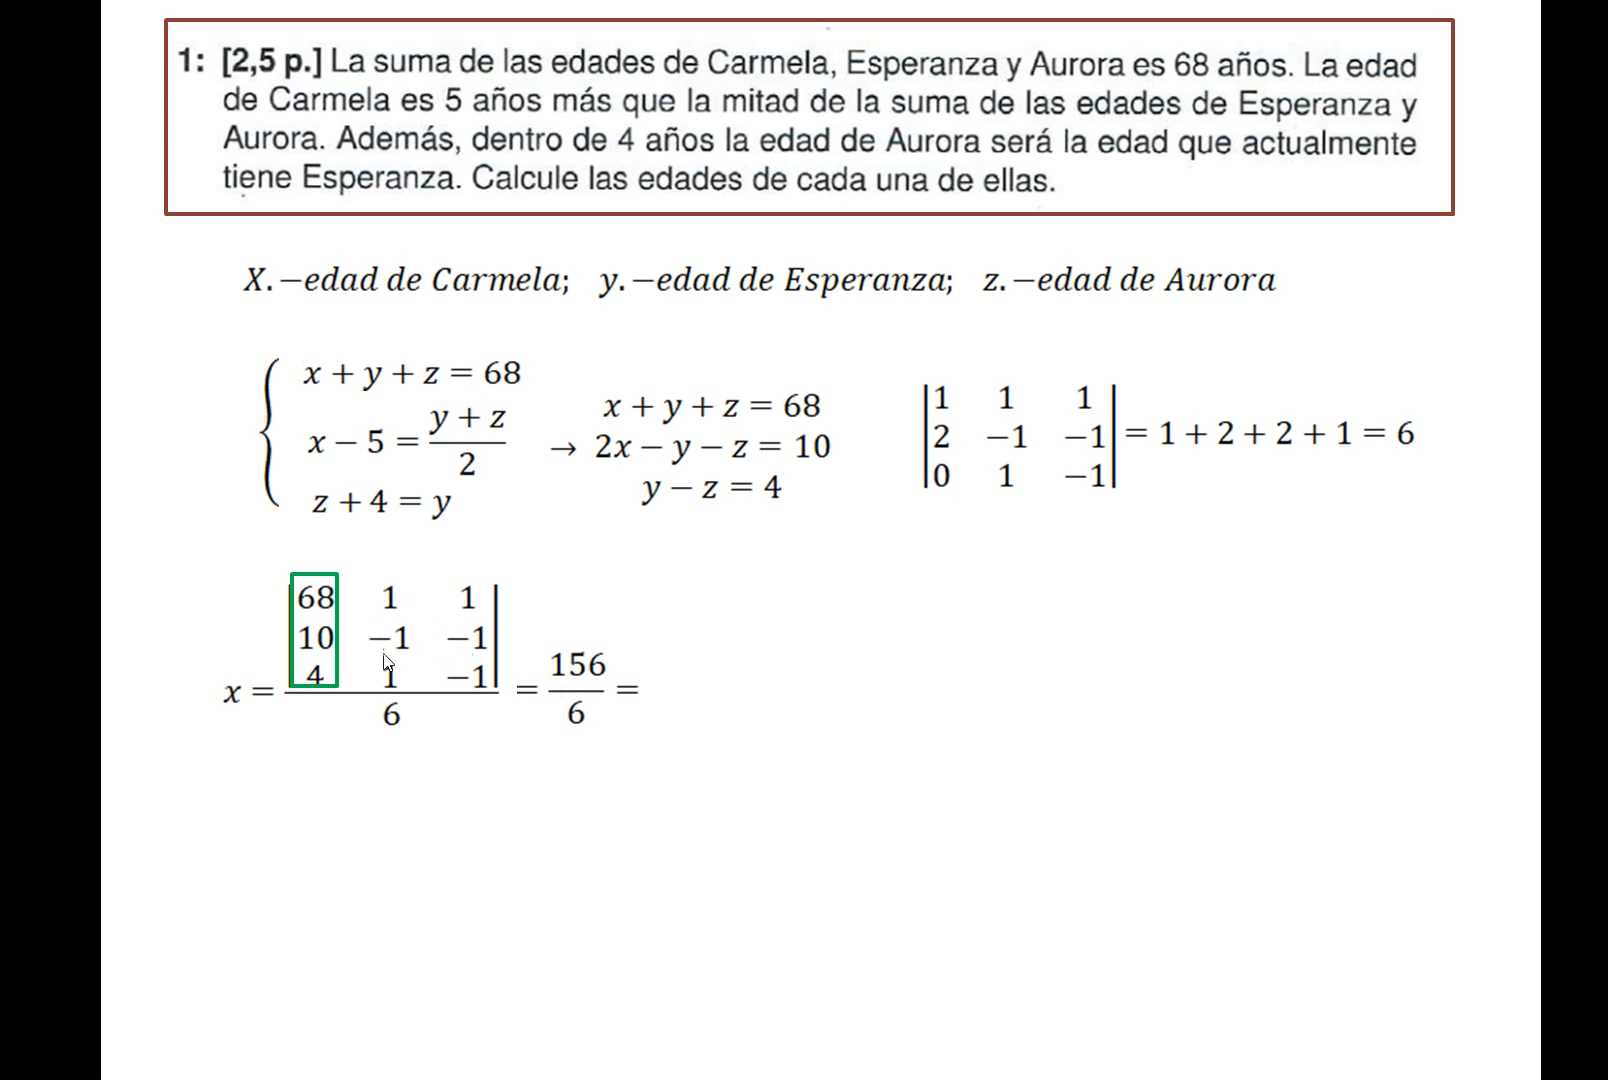 1: [2,5 p.] La suma de las edades de Carmela, Esperanza y Aurora es 68 años. La edad
de Carmela es 5 años más que la mitad de la suma de las edades de Esperanza y
Aurora. Además, dentro de 4 años la edad de Aurora será la edad que actualmente
tiene Esperanza. Calcule las edades de cada una de ellas.
X.−edad de Carmela; y.−edad de Esperanza; z.−edad de Aurora
x + y + z = 68
x − 5 = (y + z)/2
z + 4 = y
→
x + y + z = 68
2x − y − z = 10
y − z = 4
|1 1 1|
|2 −1 −1| = 1 + 2 + 2 + 1 = 6
|0 1 −1|
|68 1 1|
|10 −1 −1|
|4 1 −1|
x = 
6
= 156/6 =